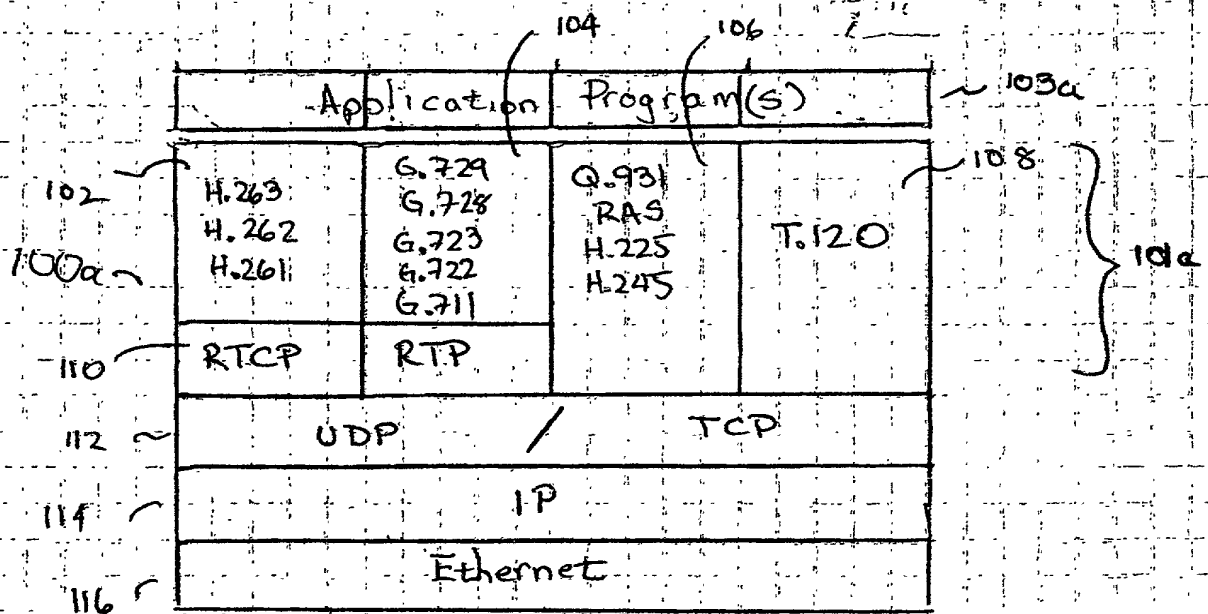 104
106
Application Program(s)
103a
102
H.263
H.262
H.261
G.729
G.728
G.723
G.722
G.711
Q.931
RAS
H.225
H.245
T.120
108
100a
101a
110
RTCP
RTP
112
UDP / TCP
114
IP
116
Ethernet